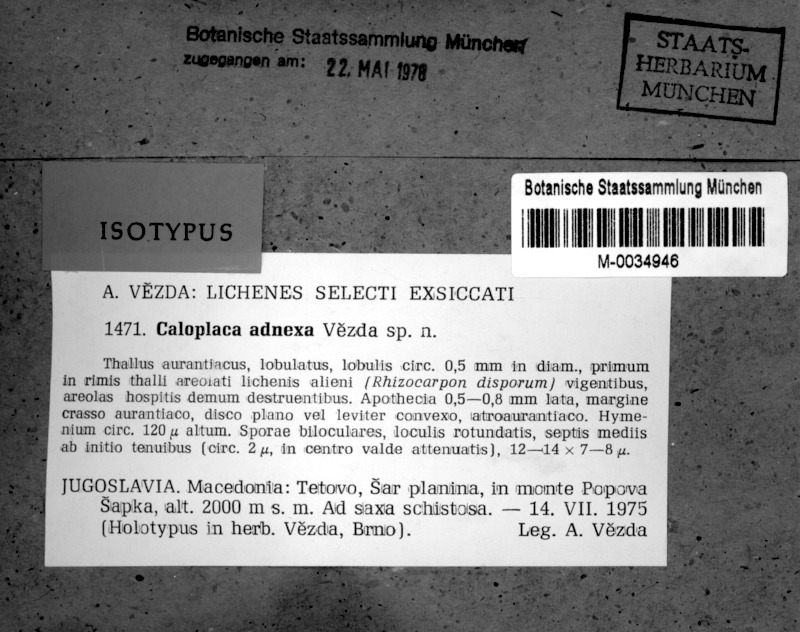 Botanische Staatssammlung München
zugegangen am: 22. MAI 1978
STAATS-
HERBARIUM
MÜNCHEN
ISOTYPUS
Botanische Staatssammlung München
M-0034946
A. VĚZDA: LICHENES SELECTI EXSICCATI
1471. Caloplaca adnexa Vězda sp. n.
Thallus aurantiacus, lobulatus, lobulis circ. 0,5 mm in diam., primum
in rimis thalli areolati lichenis alieni (Rhizocarpon disporum) vigentibus,
areolas hospitis demum destruentibus. Apothecia 0,5—0,8 mm lata, margine
crasso aurantiaco, disco plano vel leviter convexo, atroaurantiaco. Hyme-
nium circ. 120 µ altum. Sporae biloculares, loculis rotundatis, septis mediis
ab initio tenuibus (circ. 2 µ, in centro valde attenuatis), 12—14 × 7—8 µ.
JUGOSLAVIA. Macedonia: Tetovo, Šar planina, in monte Popova
Šapka, alt. 2000 m s. m. Ad saxa schistosa. — 14. VII. 1975
(Holotypus in herb. Vězda, Brno). Leg. A. Vězda